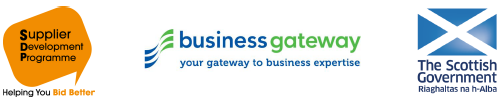 Supplier
Development
Programme
Helping You Bid Better
business gateway
your gateway to business expertise
The Scottish
Government
Riaghaltas na h-Alba